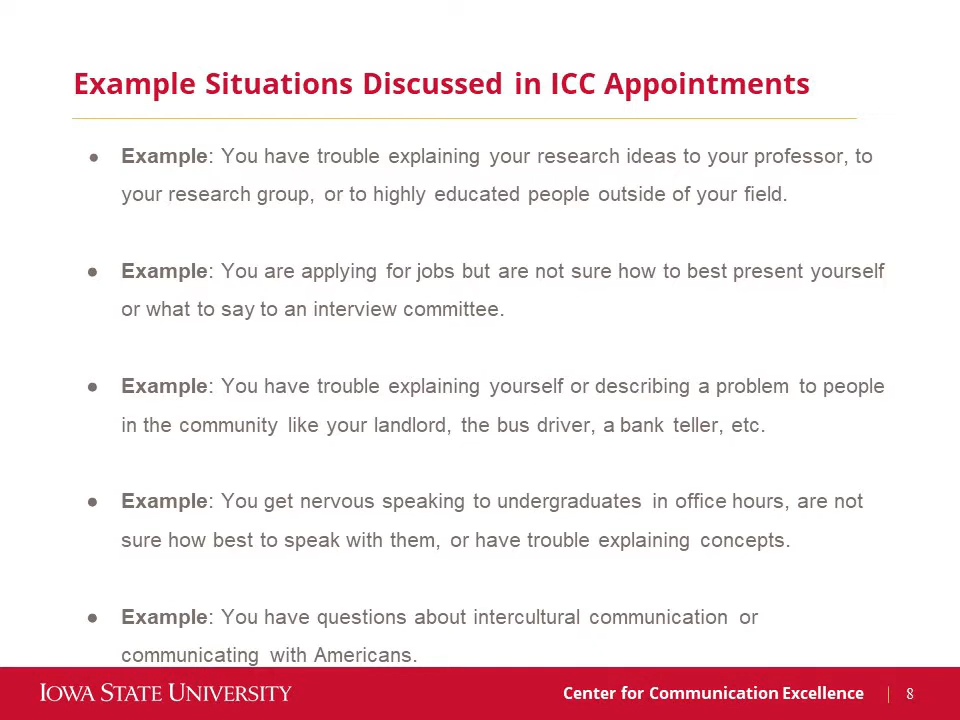 Example Situations Discussed in ICC Appointments
● Example: You have trouble explaining your research ideas to your professor, to
your research group, or to highly educated people outside of your field.
● Example: You are applying for jobs but are not sure how to best present yourself
or what to say to an interview committee.
● Example: You have trouble explaining yourself or describing a problem to people
in the community like your landlord, the bus driver, a bank teller, etc.
● Example: You get nervous speaking to undergraduates in office hours, are not
sure how best to speak with them, or have trouble explaining concepts.
● Example: You have questions about intercultural communication or
communicating with Americans.
IOWA STATE UNIVERSITY
Center for Communication Excellence | 8